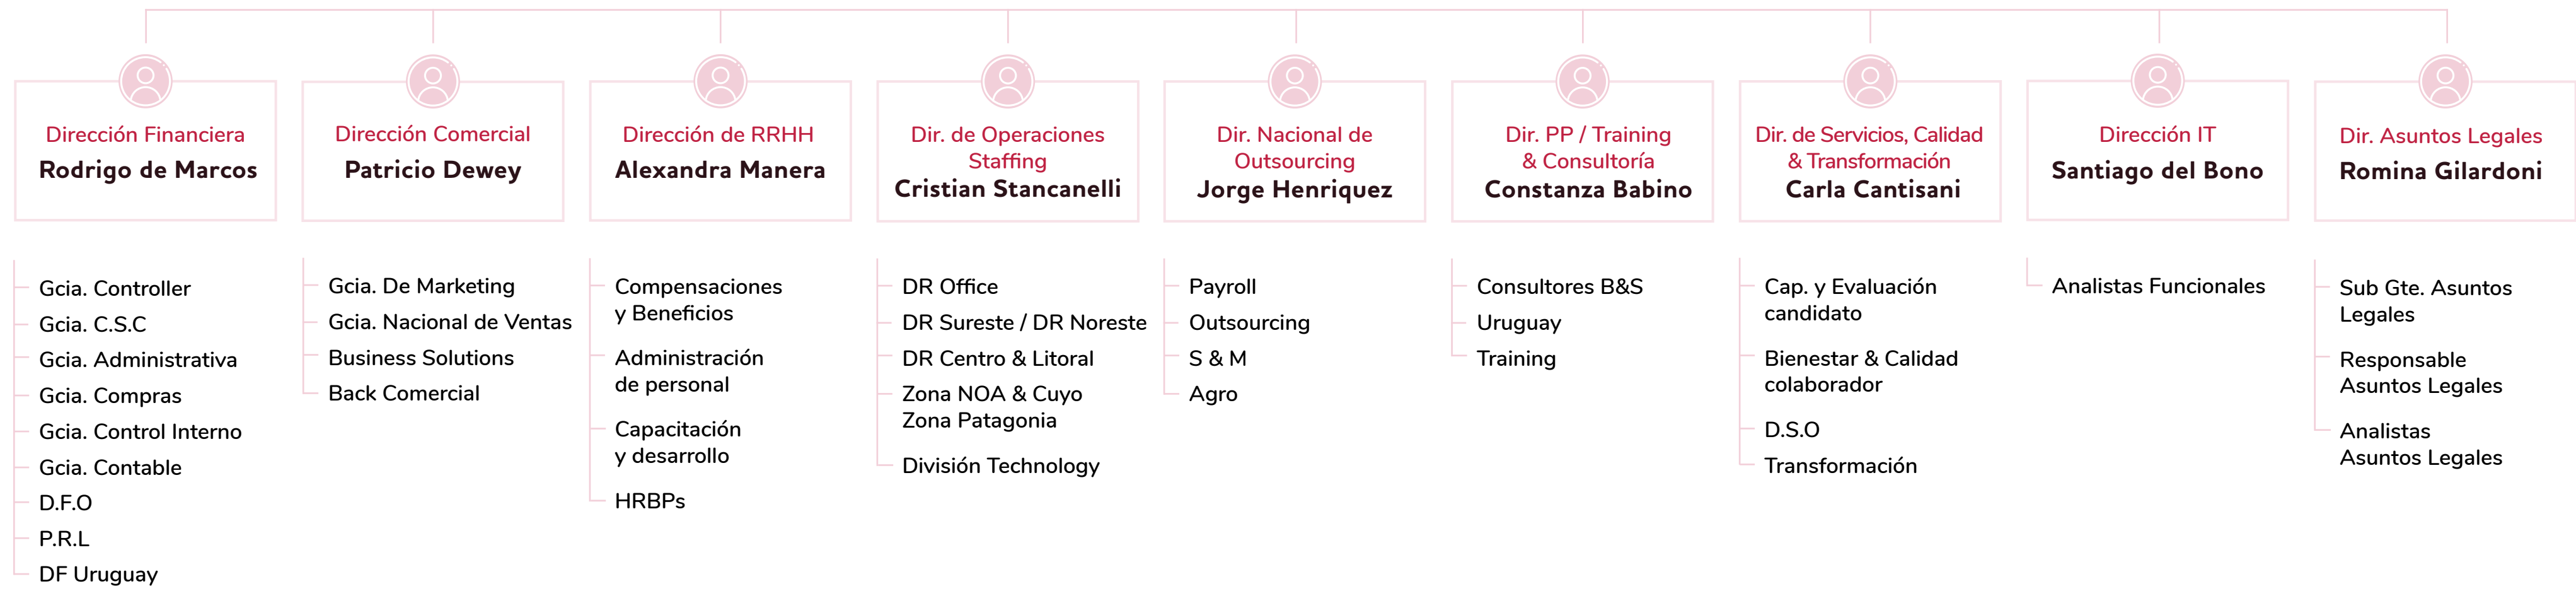 Dirección Financiera
Rodrigo de Marcos
Gcia. Controller
Gcia. C.S.C
Gcia. Administrativa
Gcia. Compras
Gcia. Control Interno
Gcia. Contable
D.F.O
P.R.L
DF Uruguay
Dirección Comercial
Patricio Dewey
Gcia. De Marketing
Gcia. Nacional de Ventas
Business Solutions
Back Comercial
Dirección de RRHH
Alexandra Manera
Compensaciones
y Beneficios
Administración
de personal
Capacitación
y desarrollo
HRBPs
Dir. de Operaciones
Staffing
Cristian Stancanelli
DR Office
DR Sureste / DR Noreste
DR Centro & Litoral
Zona NOA & Cuyo
Zona Patagonia
División Technology
Dir. Nacional de
Outsourcing
Jorge Henriquez
Payroll
Outsourcing
S & M
Agro
Dir. PP / Training
& Consultoría
Constanza Babino
Consultores B&S
Uruguay
Training
Dir. de Servicios, Calidad
& Transformación
Carla Cantisani
Cap. y Evaluación
candidato
Bienestar & Calidad
colaborador
D.S.O
Transformación
Dirección IT
Santiago del Bono
Analistas Funcionales
Dir. Asuntos Legales
Romina Gilardoni
Sub Gte. Asuntos
Legales
Responsable
Asuntos Legales
Analistas
Asuntos Legales